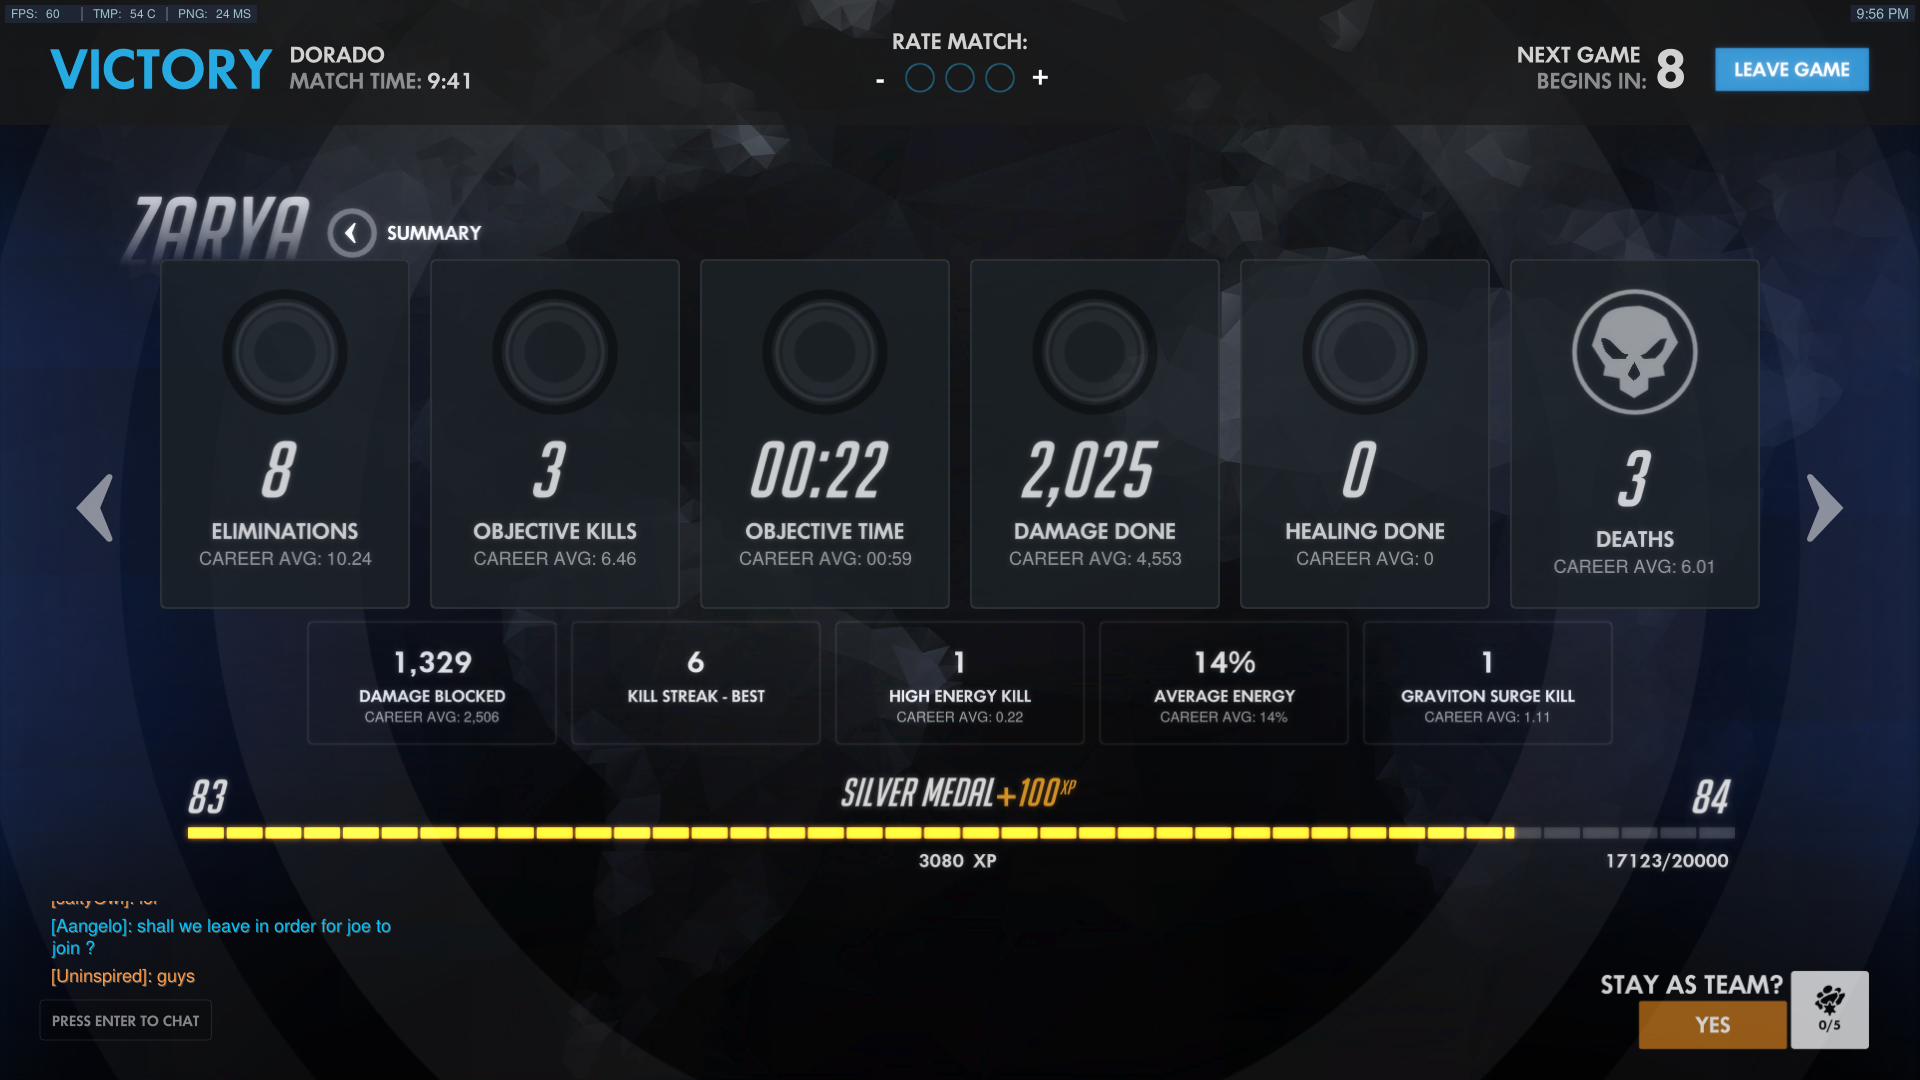 FPS: 60 | TMP: 54 C | PNG: 24 MS
9:56 PM
VICTORY
DORADO
MATCH TIME: 9:41
RATE MATCH:
- +
NEXT GAME
BEGINS IN: 8
LEAVE GAME
ZARYA
SUMMARY
8
ELIMINATIONS
CAREER AVG: 10.24
3
OBJECTIVE KILLS
CAREER AVG: 6.46
00:22
OBJECTIVE TIME
CAREER AVG: 00:59
2,025
DAMAGE DONE
CAREER AVG: 4,553
0
HEALING DONE
CAREER AVG: 0
3
DEATHS
CAREER AVG: 6.01
1,329
DAMAGE BLOCKED
CAREER AVG: 2,506
6
KILL STREAK - BEST
1
HIGH ENERGY KILL
CAREER AVG: 0.22
14%
AVERAGE ENERGY
CAREER AVG: 14%
1
GRAVITON SURGE KILL
CAREER AVG: 1.11
83
SILVER MEDAL +100 XP
84
3080 XP
17123/20000
[Aangelo]: shall we leave in order for joe to
join ?
[Uninspired]: guys
PRESS ENTER TO CHAT
STAY AS TEAM?
YES
0/5